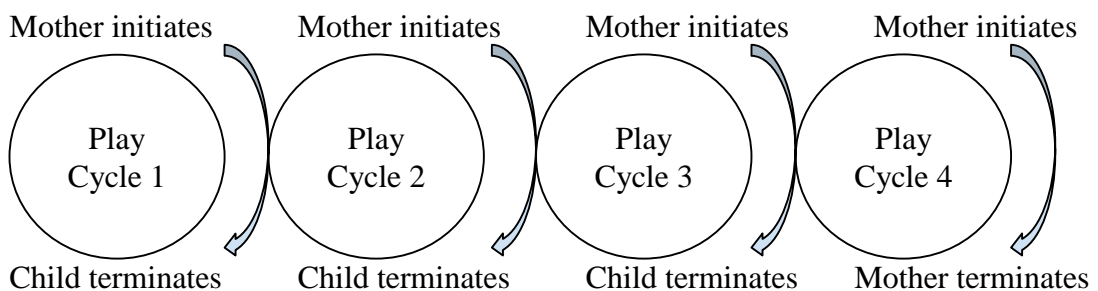 Mother initiates Mother initiates Mother initiates Mother initiates
Play Play Play Play
Cycle 1 Cycle 2 Cycle 3 Cycle 4
Child terminates Child terminates Child terminates Mother terminates